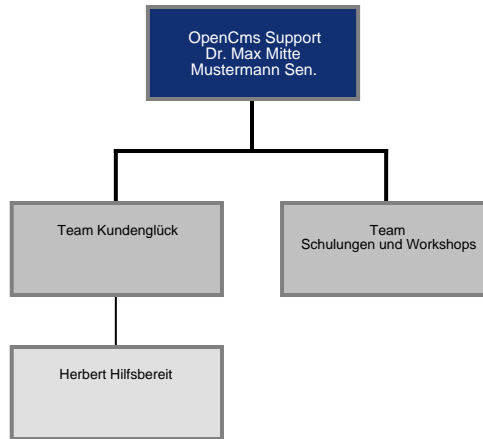 OpenCms Support
Dr. Max Mitte
Mustermann Sen.
Team Kundenglück
Team
Schulungen und Workshops
Herbert Hilfsbereit